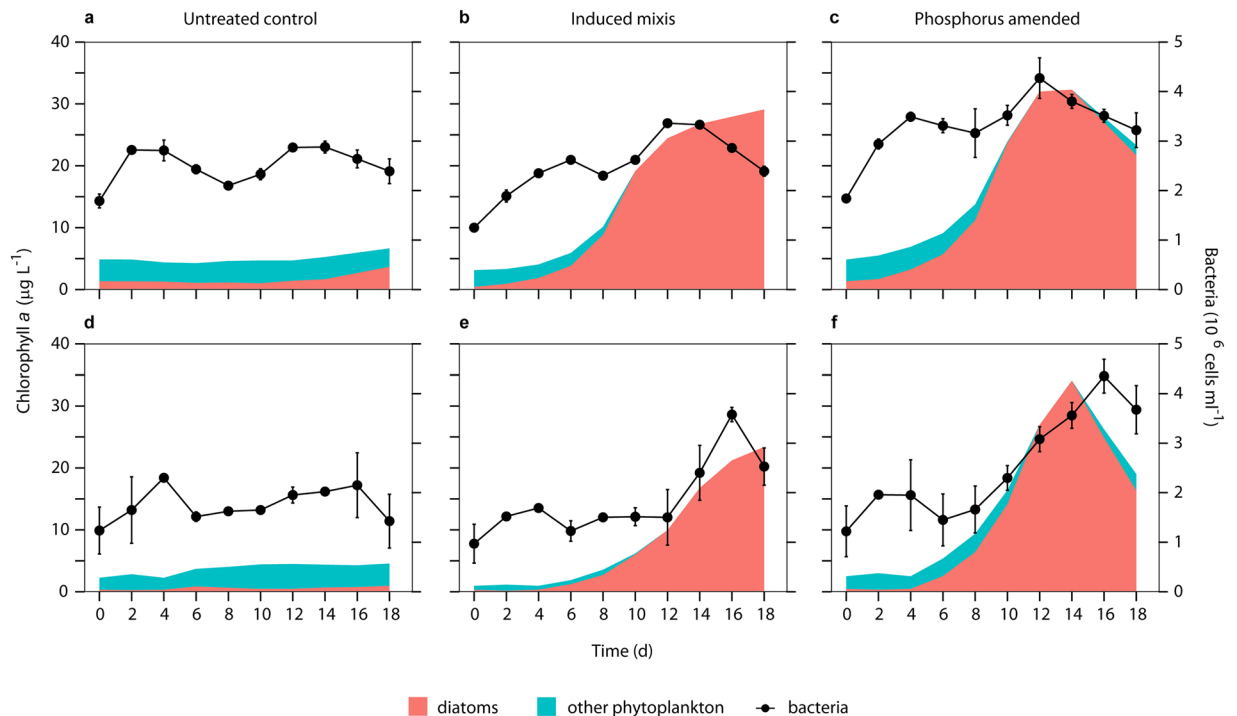 a Untreated control
b Induced mixis
c Phosphorus amended
40
30
20
10
0
5
4
3
2
1
0
d
e
f
40
30
20
10
0
5
4
3
2
1
0
Chlorophyll a (µg L-1)
Bacteria (10 6 cells ml-1)
0 2 4 6 8 10 12 14 16 18
0 2 4 6 8 10 12 14 16 18
0 2 4 6 8 10 12 14 16 18
Time (d)
diatoms other phytoplankton bacteria